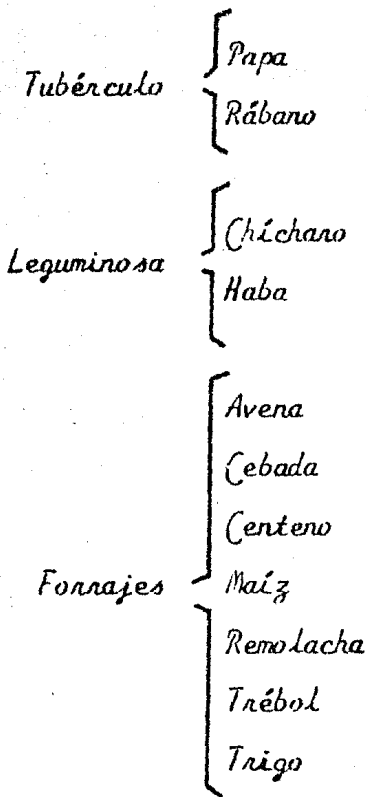 Tubérculo
Papa
Rábano
Leguminosa
Chícharo
Haba
Forrajes
Avena
Cebada
Centeno
Maíz
Remolacha
Trébol
Trigo